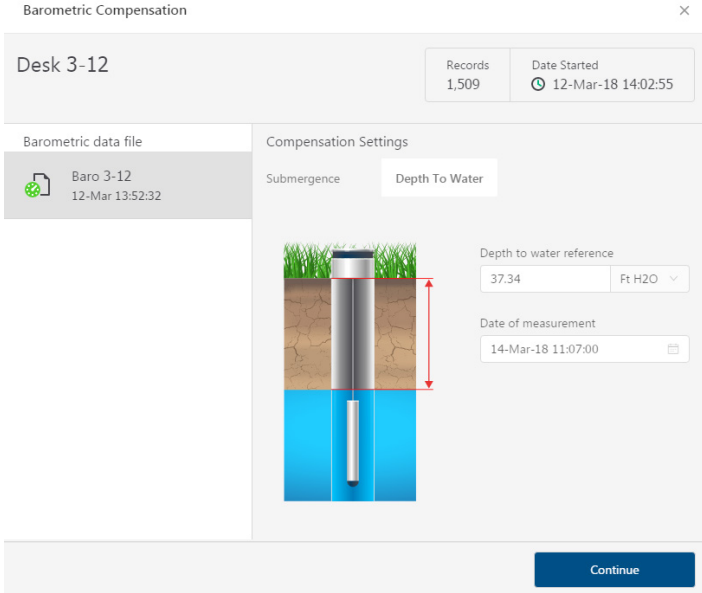 Barometric Compensation
Desk 3-12
Records
1,509
Date Started
12-Mar-18 14:02:55
Barometric data file
Baro 3-12
12-Mar 13:52:32
Compensation Settings
Submergence
Depth To Water
Depth to water reference
37.34
Ft H2O
Date of measurement
14-Mar-18 11:07:00
Continue